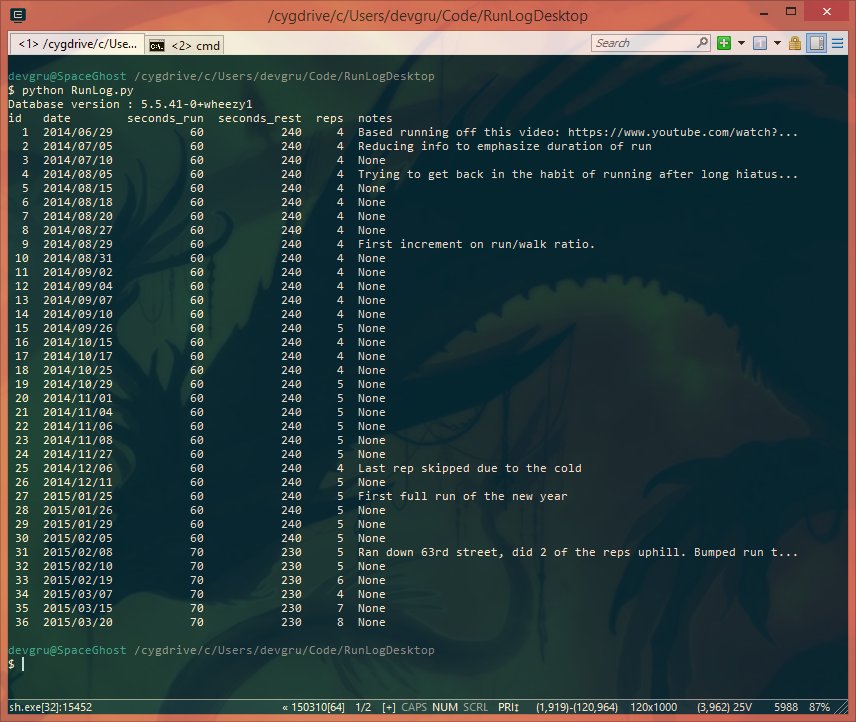 /cygdrive/c/Users/devgru/Code/RunLogDesktop
<1> /cygdrive/c/Use... <2> cmd Search
devgru@SpaceGhost /cygdrive/c/Users/devgru/Code/RunLogDesktop
$ python RunLog.py
Database version : 5.5.41-0+wheezy1
id date seconds_run seconds_rest reps notes
1 2014/06/29 60 240 4 Based running off this video: https://www.youtube.com/watch?...
2 2014/07/05 60 240 4 Reducing info to emphasize duration of run
3 2014/07/10 60 240 4 None
4 2014/08/05 60 240 4 Trying to get back in the habit of running after long hiatus...
5 2014/08/15 60 240 4 None
6 2014/08/18 60 240 4 None
7 2014/08/20 60 240 4 None
8 2014/08/27 60 240 4 None
9 2014/08/29 60 240 4 First increment on run/walk ratio.
10 2014/08/31 60 240 4 None
11 2014/09/02 60 240 4 None
12 2014/09/04 60 240 4 None
13 2014/09/07 60 240 4 None
14 2014/09/10 60 240 4 None
15 2014/09/26 60 240 5 None
16 2014/10/15 60 240 4 None
17 2014/10/17 60 240 4 None
18 2014/10/25 60 240 4 None
19 2014/10/29 60 240 5 None
20 2014/11/01 60 240 5 None
21 2014/11/04 60 240 5 None
22 2014/11/06 60 240 5 None
23 2014/11/08 60 240 5 None
24 2014/11/27 60 240 5 None
25 2014/12/06 60 240 4 Last rep skipped due to the cold
26 2014/12/11 60 240 5 None
27 2015/01/25 60 240 5 First full run of the new year
28 2015/01/26 60 240 5 None
29 2015/01/29 60 240 5 None
30 2015/02/05 60 240 5 None
31 2015/02/08 70 230 5 Ran down 63rd street, did 2 of the reps uphill. Bumped run t...
32 2015/02/10 70 230 5 None
33 2015/02/19 70 230 6 None
34 2015/03/07 70 230 4 None
35 2015/03/15 70 230 7 None
36 2015/03/20 70 230 8 None
devgru@SpaceGhost /cygdrive/c/Users/devgru/Code/RunLogDesktop
$
sh.exe[32]:15452 « 150310[64] 1/2 [+] CAPS NUM SCRL PRI‡ (1,919)-(120,964) 120x1000 (3,962) 25V 5988 87%